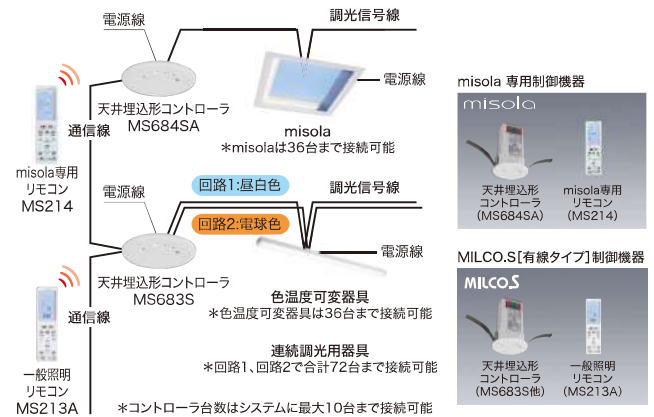 電源線
調光信号線
電源線
天井埋込形コントローラ
MS684SA
通信線
misola
＊misolaは36台まで接続可能
misola専用
リモコン
MS214
電源線
回路1:昼白色
調光信号線
回路2:電球色
電源線
天井埋込形コントローラ
MS683S
通信線
色温度可変器具
＊色温度可変器具は36台まで接続可能
連続調光用器具
＊回路1、回路2で合計72台まで接続可能
一般照明
リモコン
MS213A
＊コントローラ台数はシステムに最大10台まで接続可能
misola 専用制御機器
misola
天井埋込形
コントローラ
(MS684SA)
misola専用
リモコン
(MS214)
MILCO.S[有線タイプ]制御機器
MILCO.S
天井埋込形
コントローラ
(MS683S他)
一般照明
リモコン
(MS213A)